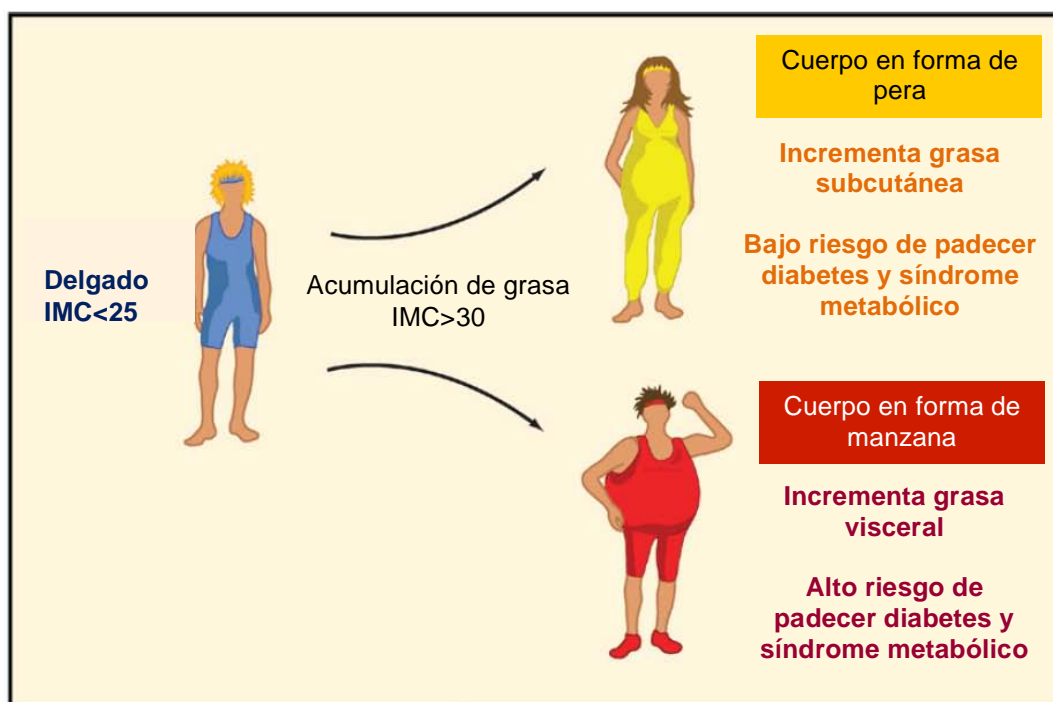 Delgado
IMC<25
Acumulación de grasa
IMC>30
Cuerpo en forma de
pera
Incrementa grasa
subcutánea
Bajo riesgo de padecer
diabetes y síndrome
metabólico
Cuerpo en forma de
manzana
Incrementa grasa
visceral
Alto riesgo de
padecer diabetes y
síndrome metabólico